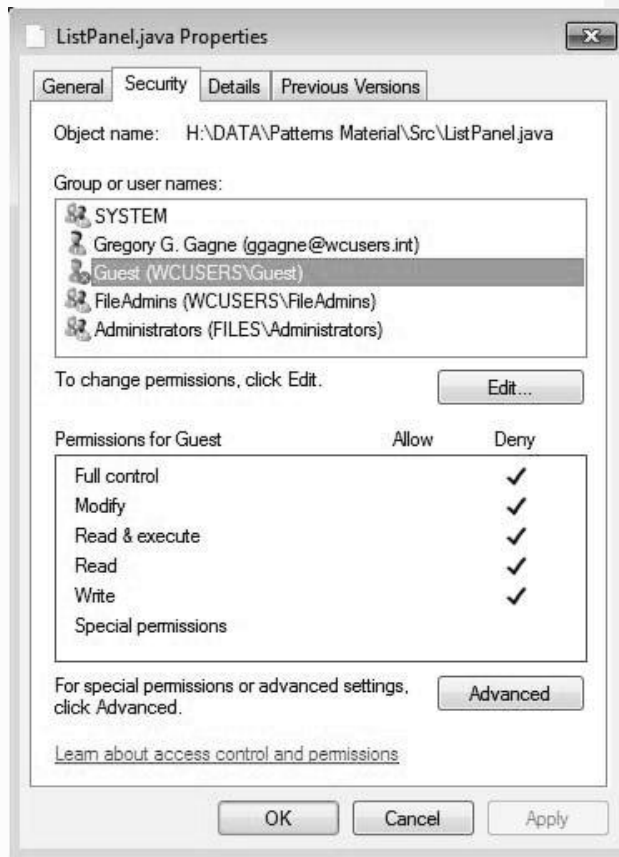 ListPanel.java Properties
General Security Details Previous Versions
Object name: H:\DATA\Patterns Material\Src\ListPanel.java
Group or user names:
SYSTEM
Gregory G. Gagne (ggagne@wcusers.int)
Guest (WCUSERS\Guest)
FileAdmins (WCUSERS\FileAdmins)
Administrators (FILES\Administrators)
To change permissions, click Edit.
Edit...
Permissions for Guest Allow Deny
Full control
Modify
Read & execute
Read
Write
Special permissions
For special permissions or advanced settings,
click Advanced.
Advanced
Learn about access control and permissions
OK Cancel Apply